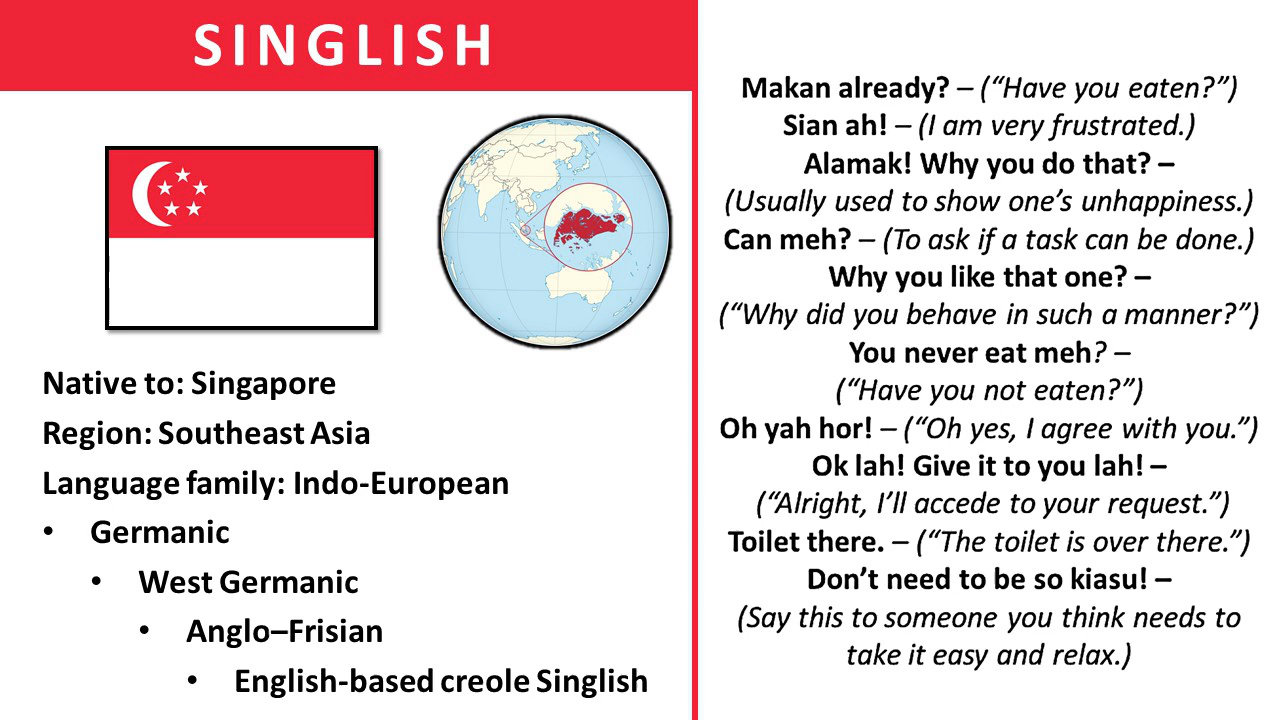 SINGLISH
Native to: Singapore
Region: Southeast Asia
Language family: Indo-European
• Germanic
• West Germanic
• Anglo–Frisian
• English-based creole Singlish
Makan already? – (“Have you eaten?”)
Sian ah! – (I am very frustrated.)
Alamak! Why you do that? –
(Usually used to show one’s unhappiness.)
Can meh? – (To ask if a task can be done.)
Why you like that one? –
(“Why did you behave in such a manner?”)
You never eat meh? –
(“Have you not eaten?”)
Oh yah hor! – (“Oh yes, I agree with you.”)
Ok lah! Give it to you lah! –
(“Alright, I’ll accede to your request.”)
Toilet there. – (“The toilet is over there.”)
Don’t need to be so kiasu! –
(Say this to someone you think needs to
take it easy and relax.)